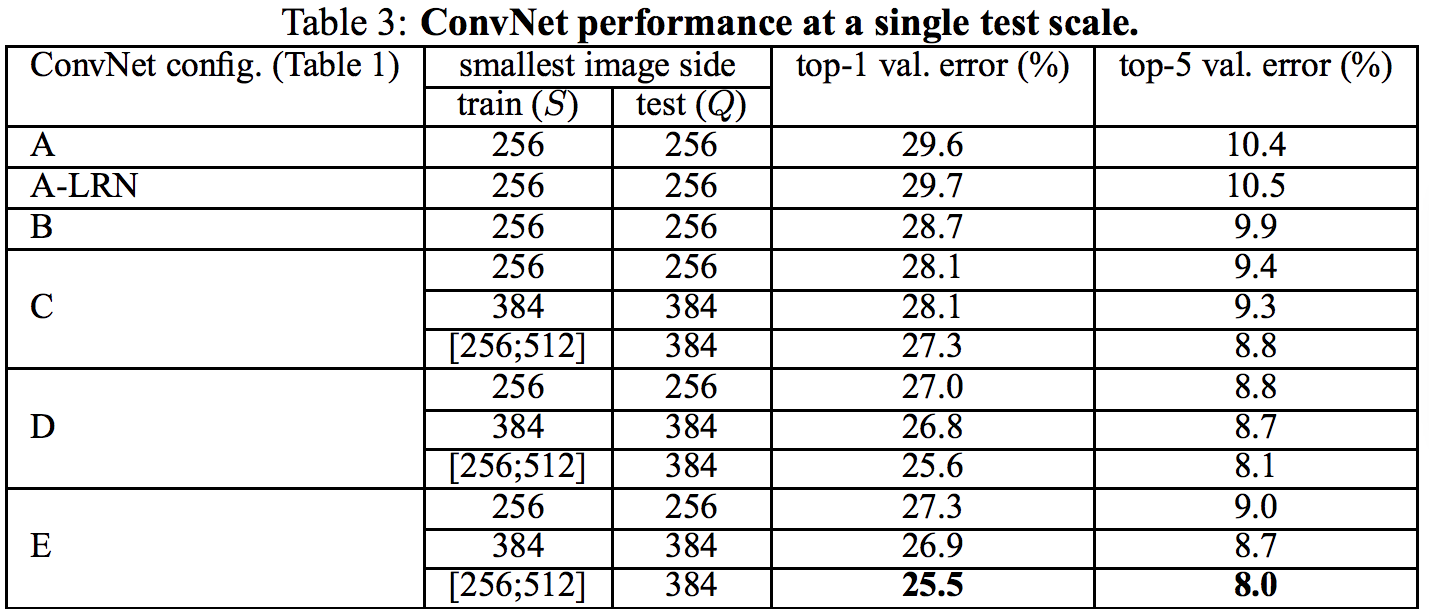 Table 3: ConvNet performance at a single test scale.
ConvNet config. (Table 1) smallest image side top-1 val. error (%) top-5 val. error (%)
train (S) test (Q)
A 256 256 29.6 10.4
A-LRN 256 256 29.7 10.5
B 256 256 28.7 9.9
C 256 256 28.1 9.4
384 384 28.1 9.3
[256;512] 384 27.3 8.8
D 256 256 27.0 8.8
384 384 26.8 8.7
[256;512] 384 25.6 8.1
E 256 256 27.3 9.0
384 384 26.9 8.7
[256;512] 384 25.5 8.0